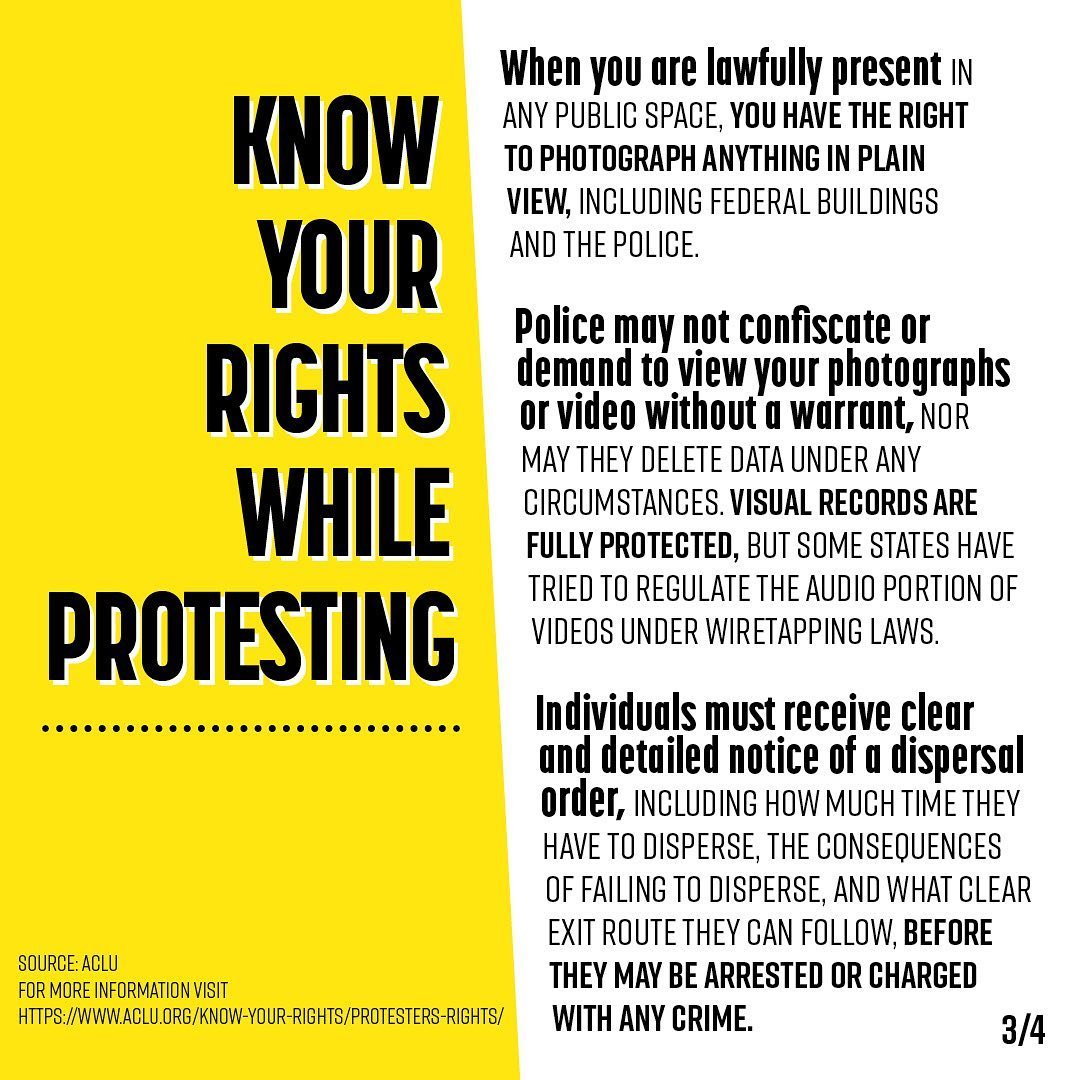 KNOW
YOUR
RIGHTS
WHILE
PROTESTING
SOURCE: ACLU
FOR MORE INFORMATION VISIT
HTTPS://WWW.ACLU.ORG/KNOW-YOUR-RIGHTS/PROTESTERS-RIGHTS/
When you are lawfully present IN
ANY PUBLIC SPACE, YOU HAVE THE RIGHT
TO PHOTOGRAPH ANYTHING IN PLAIN
VIEW, INCLUDING FEDERAL BUILDINGS
AND THE POLICE.
Police may not confiscate or
demand to view your photographs
or video without a warrant, NOR
MAY THEY DELETE DATA UNDER ANY
CIRCUMSTANCES. VISUAL RECORDS ARE
FULLY PROTECTED, BUT SOME STATES HAVE
TRIED TO REGULATE THE AUDIO PORTION OF
VIDEOS UNDER WIRETAPPING LAWS.
Individuals must receive clear
and detailed notice of a dispersal
order, INCLUDING HOW MUCH TIME THEY
HAVE TO DISPERSE, THE CONSEQUENCES
OF FAILING TO DISPERSE, AND WHAT CLEAR
EXIT ROUTE THEY CAN FOLLOW, BEFORE
THEY MAY BE ARRESTED OR CHARGED
WITH ANY CRIME.
3/4